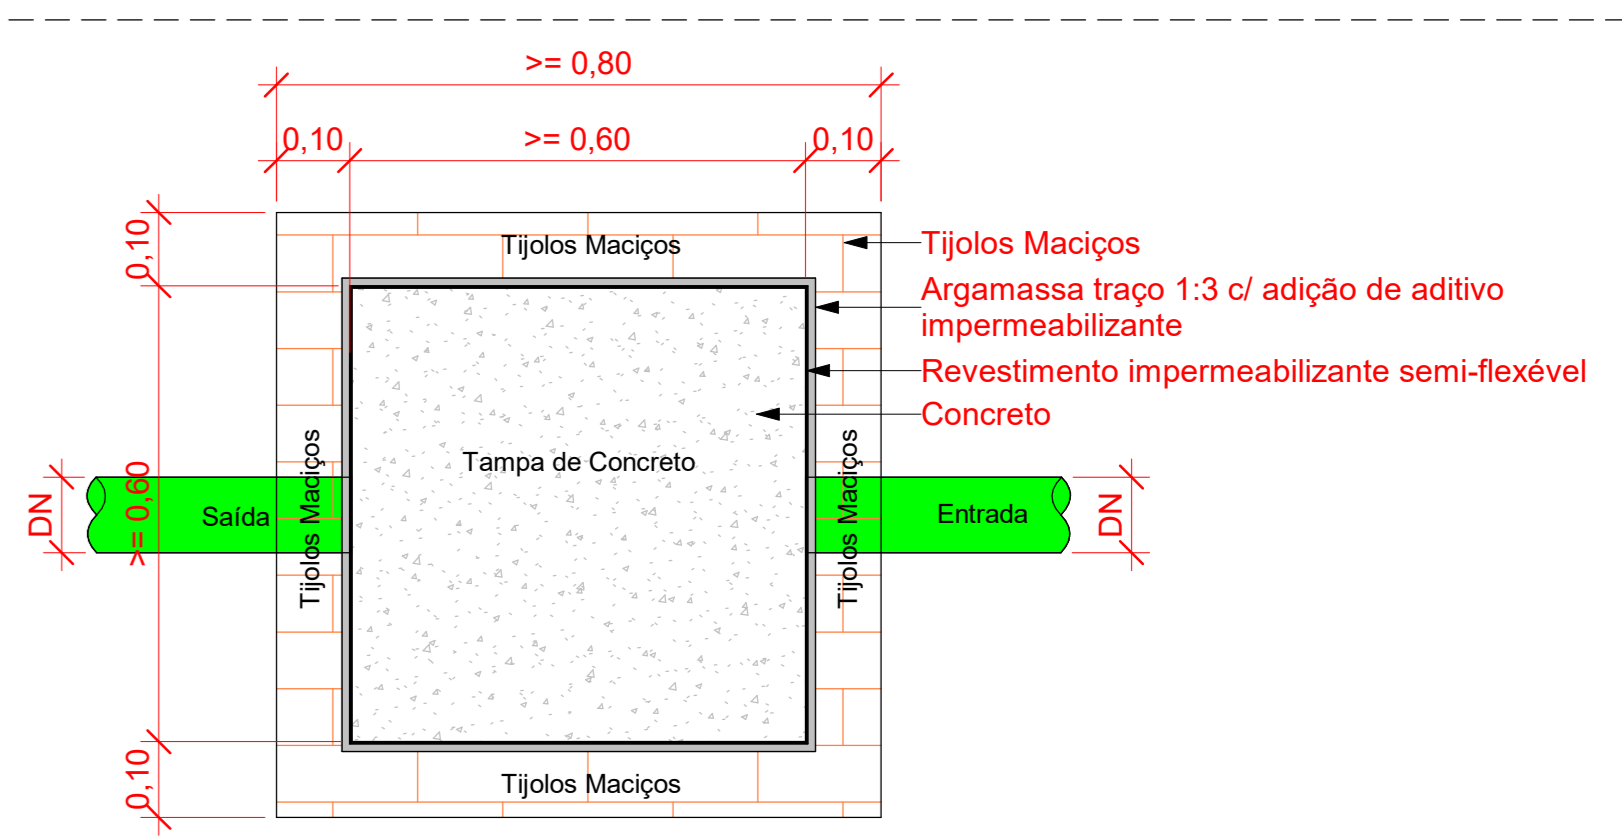 >= 0,80
0,10
>= 0,60
0,10
0,10
Tijolos Maciços
Tijolos Maciços
Argamassa traço 1:3 c/ adição de aditivo
impermeabilizante
Revestimento impermeabilizante semi-flexével
Concreto
Tampa de Concreto
DN
>= 0,60
Saída
Tijolos Maciços
Tijolos Maciços
Entrada
DN
0,10
Tijolos Maciços